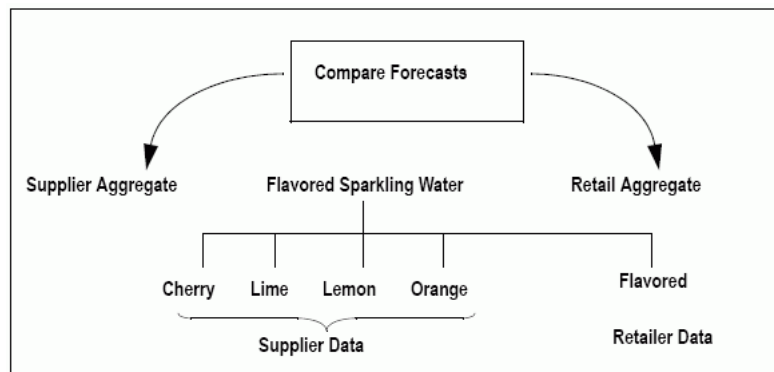 Compare Forecasts
Supplier Aggregate Flavored Sparkling Water Retail Aggregate
Cherry Lime Lemon Orange Flavored
Supplier Data Retailer Data